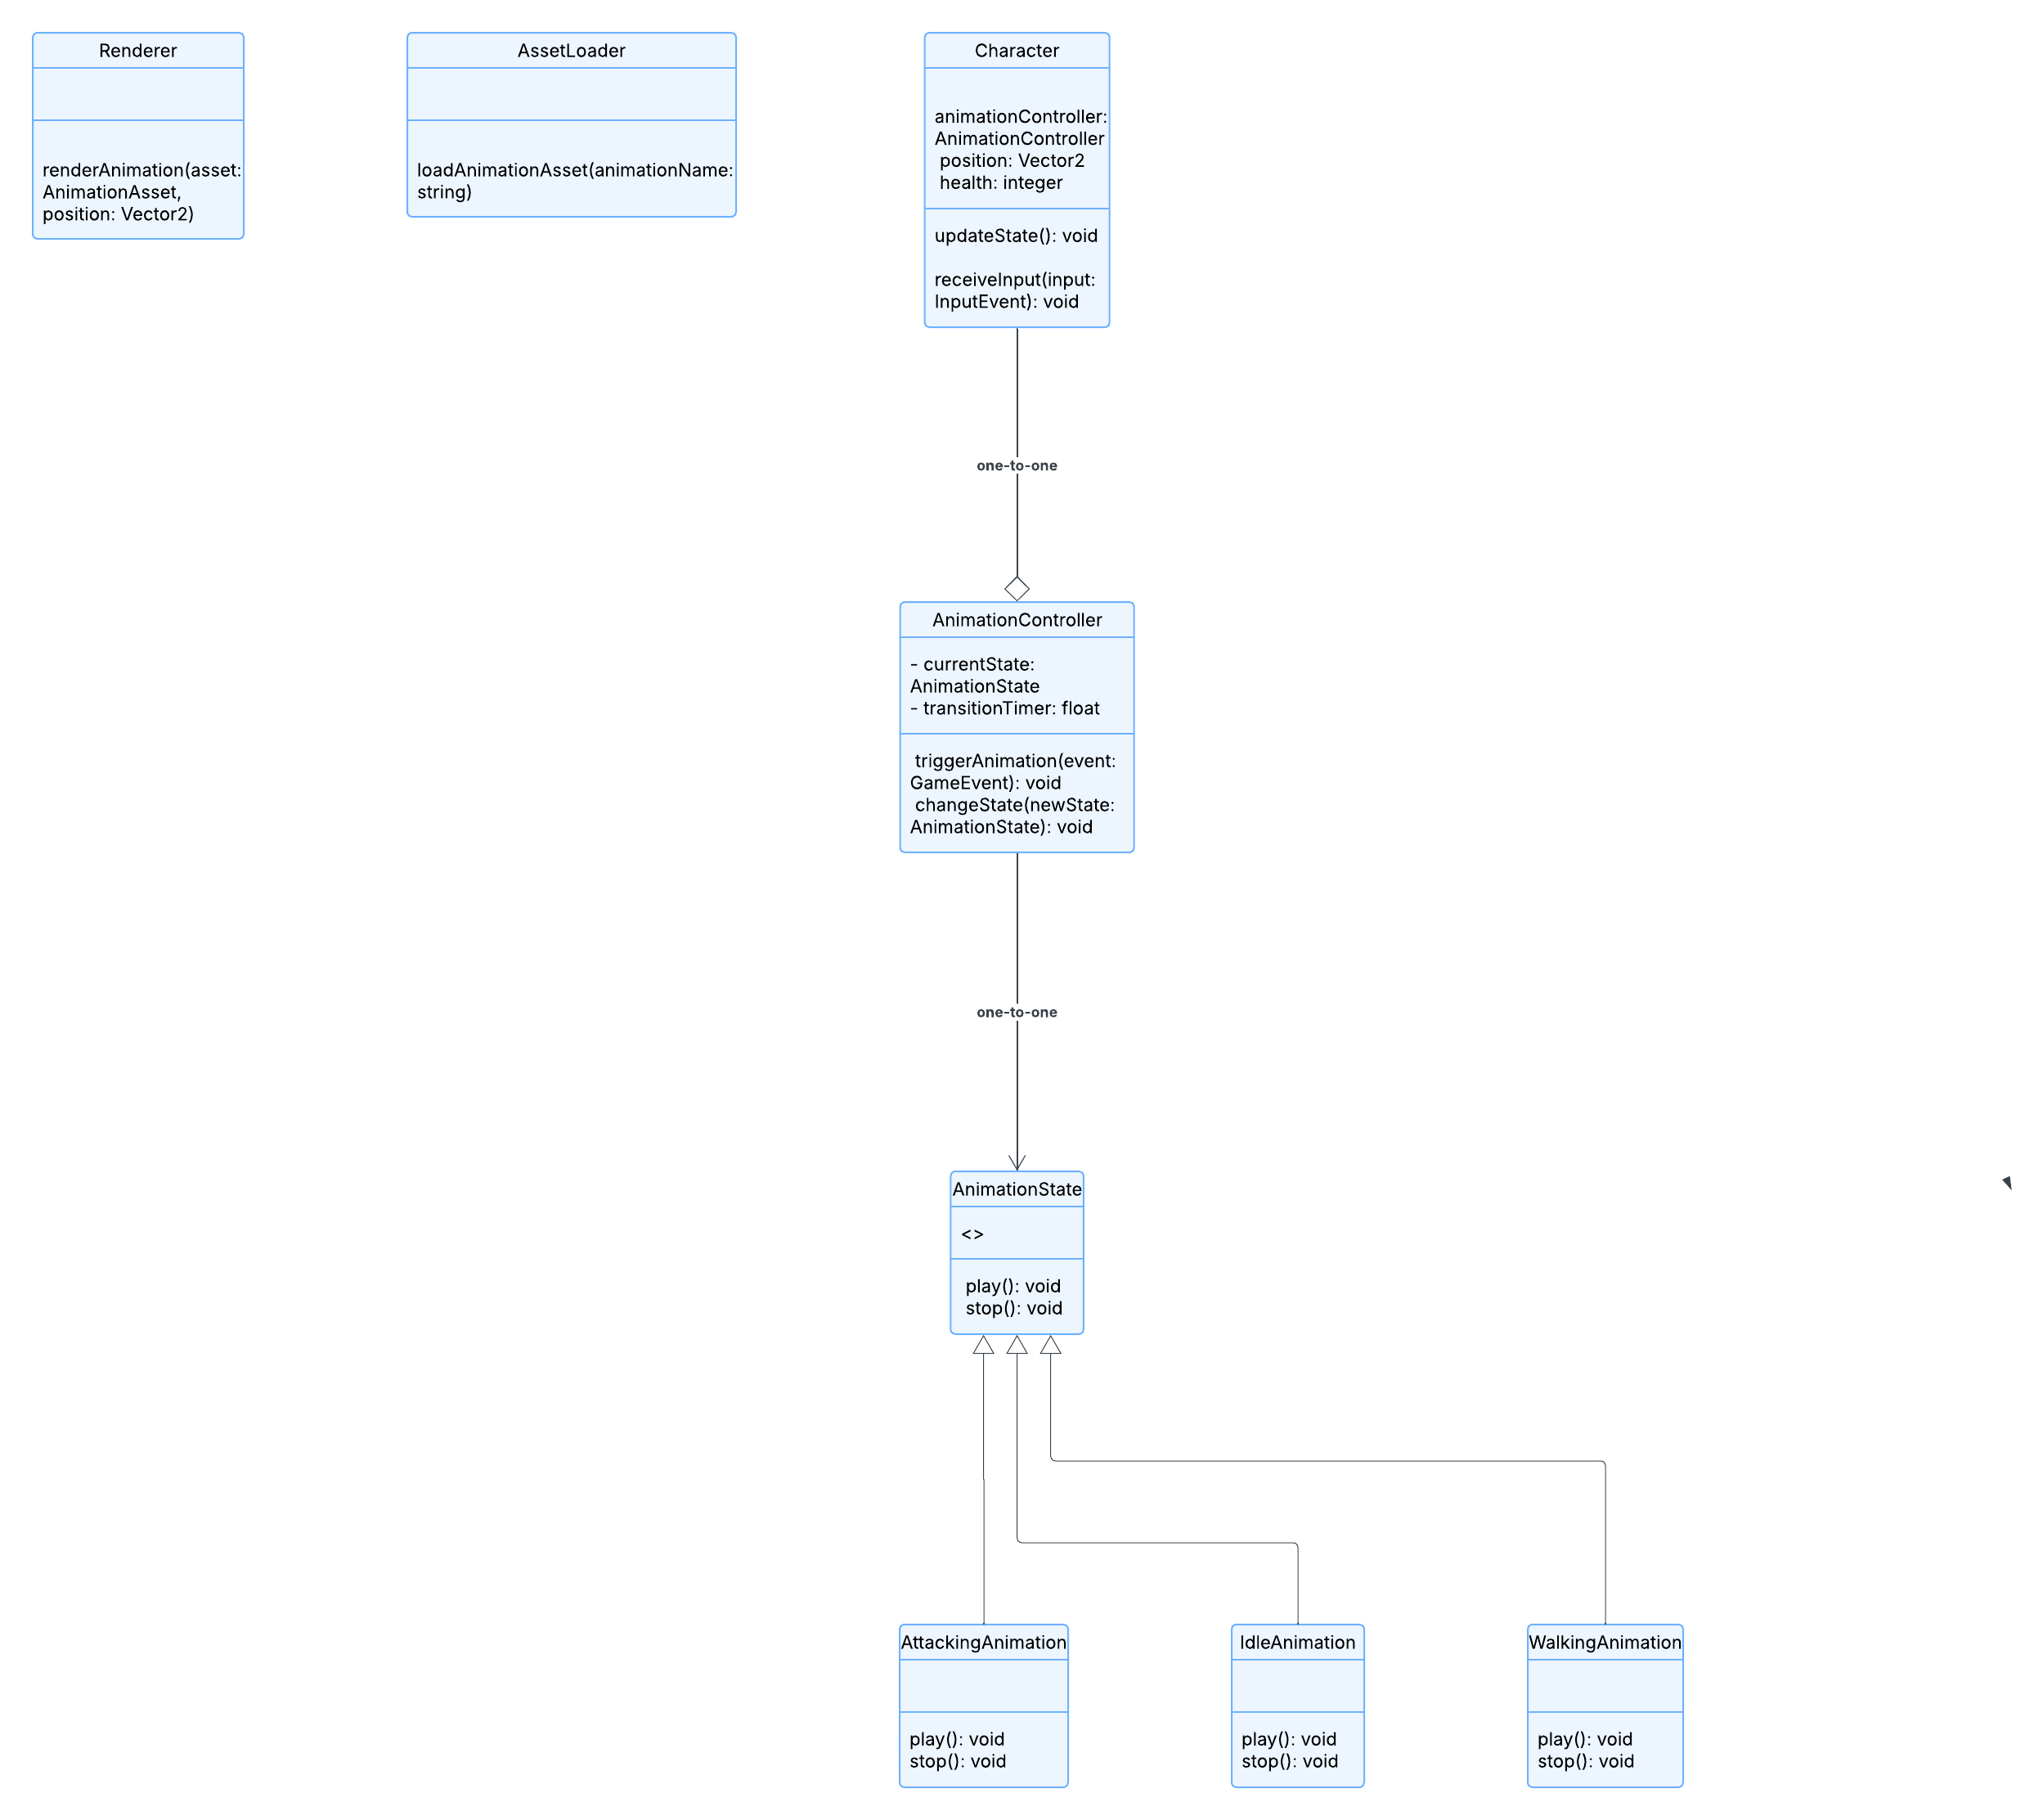 Renderer
renderAnimation(asset:
AnimationAsset,
position: Vector2)
AssetLoader
loadAnimationAsset(animationName:
string)
Character
animationController:
AnimationController
position: Vector2
health: integer
updateState(): void
receiveInput(input:
InputEvent): void
one-to-one
AnimationController
- currentState:
AnimationState
- transitionTimer: float
triggerAnimation(event:
GameEvent): void
changeState(newState:
AnimationState): void
one-to-one
AnimationState
<>
play(): void
stop(): void
AttackingAnimation
play(): void
stop(): void
IdleAnimation
play(): void
stop(): void
WalkingAnimation
play(): void
stop(): void